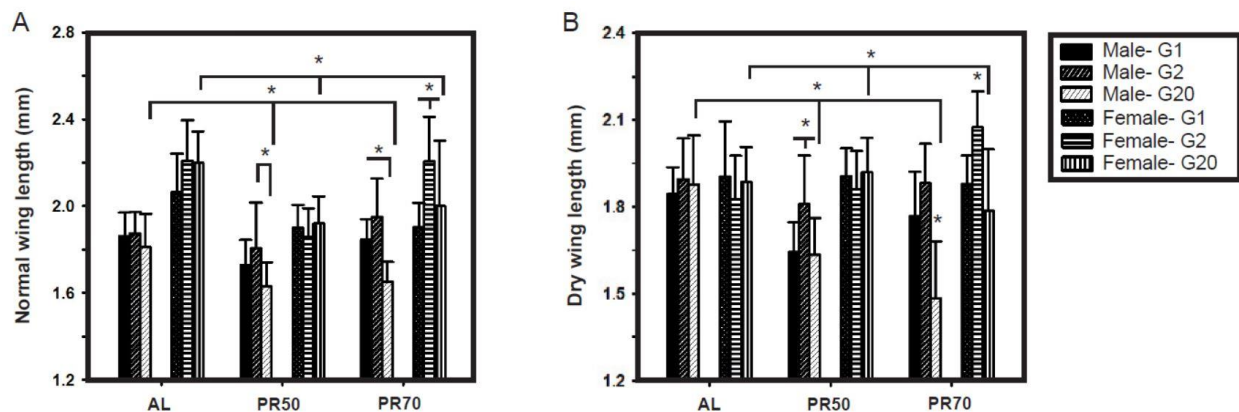 A
Normal wing length (mm)
2.8
2.4
2.0
1.6
1.2
*
*
*
*
*
AL
PR50
PR70
B
Dry wing length (mm)
2.4
2.1
1.8
1.5
1.2
*
*
*
*
*
AL
PR50
PR70
Male- G1
Male- G2
Male- G20
Female- G1
Female- G2
Female- G20